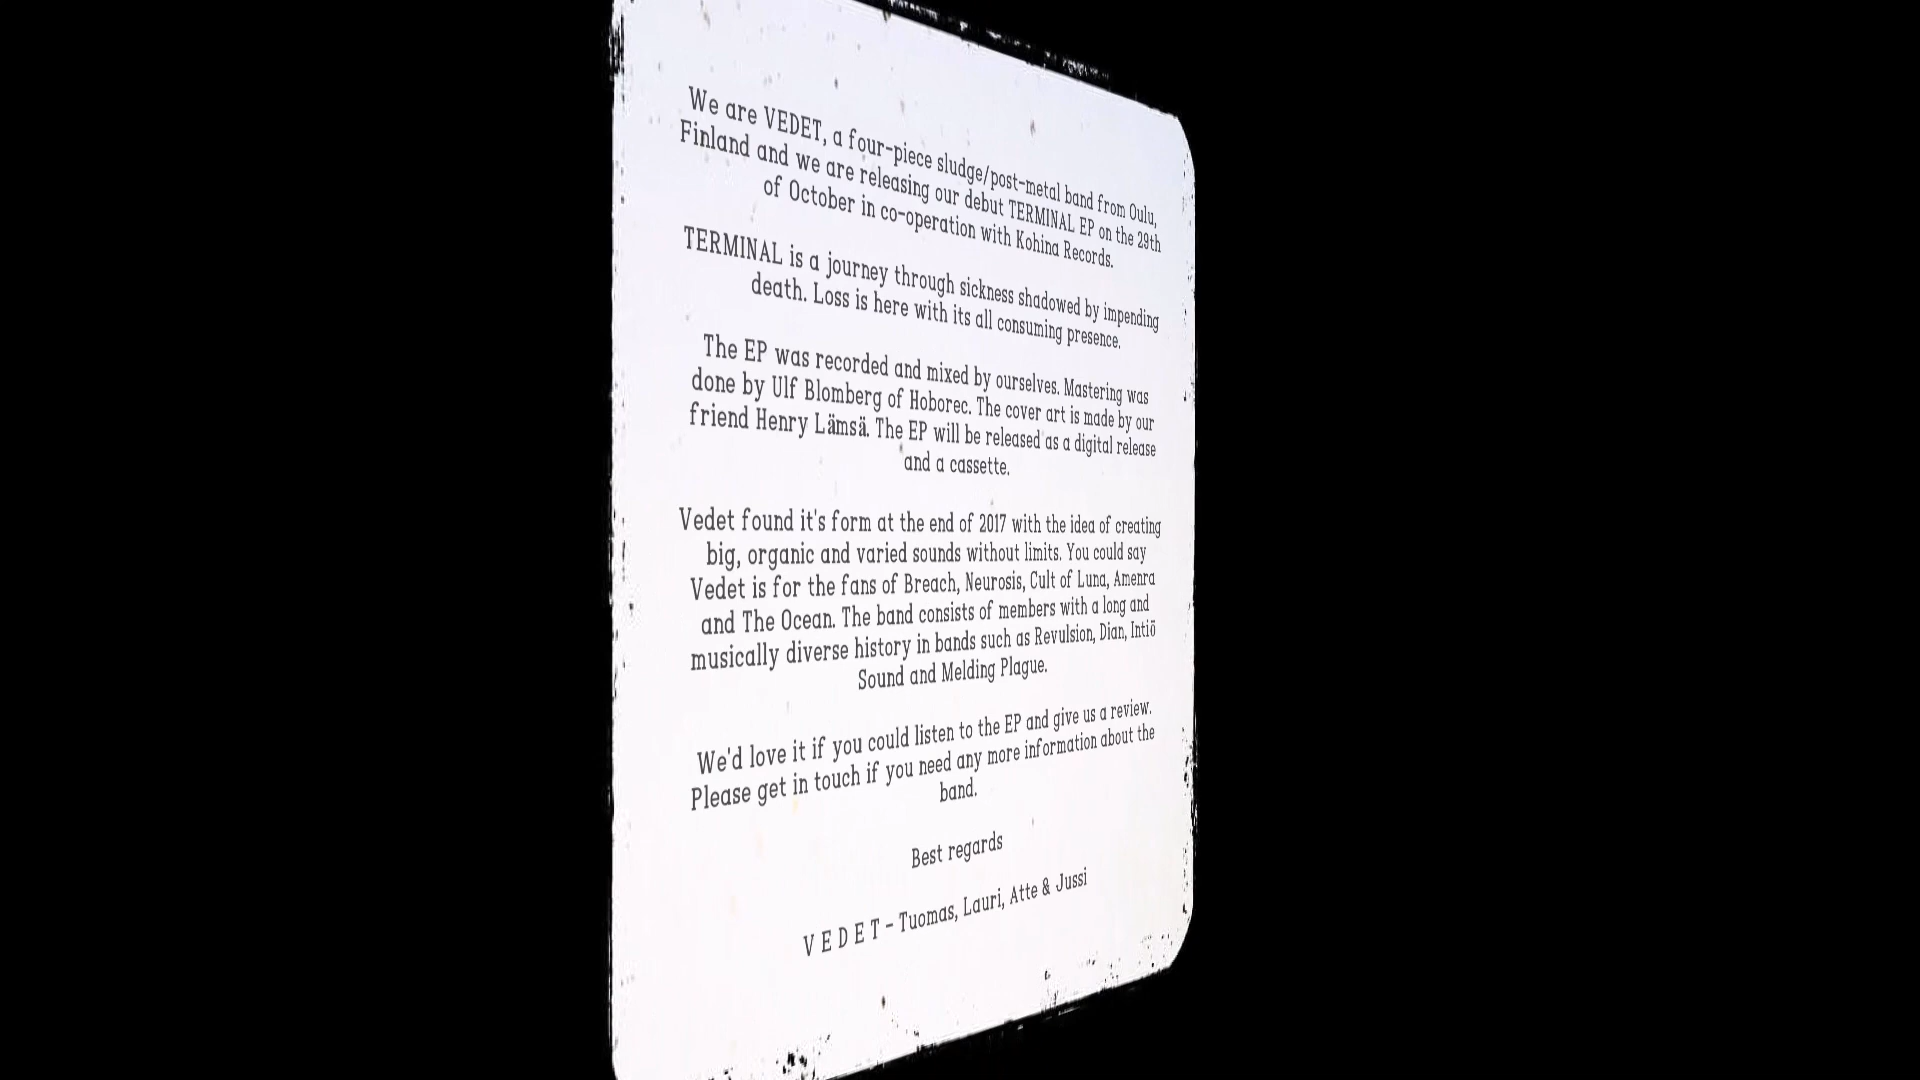 We are VEDET, a four-piece sludge/post-metal band from Oulu,
Finland and we are releasing our debut TERMINAL EP on the 29th
of October in co-operation with Kohina Records.
TERMINAL is a journey through sickness shadowed by impending
death. Loss is here with its all consuming presence.
The EP was recorded and mixed by ourselves. Mastering was
done by Ulf Blomberg of Hoborec. The cover art is made by our
friend Henry Lämsä. The EP will be released as a digital release
and a cassette.
Vedet found it's form at the end of 2017 with the idea of creating
big, organic and varied sounds without limits. You could say
Vedet is for the fans of Breach, Neurosis, Cult of Luna, Amenra
and The Ocean. The band consists of members with a long and
musically diverse history in bands such as Revulsion, Dian, Intiö
Sound and Melding Plague.
We'd love it if you could listen to the EP and give us a review.
Please get in touch if you need any more information about the
band.
Best regards
V E D E T - Tuomas, Lauri, Atte & Jussi